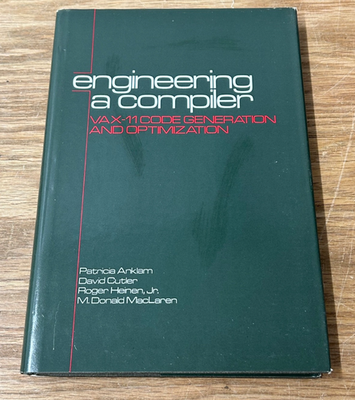 engineering
a compiler
VAX-11 CODE GENERATION
AND OPTIMIZATION
Patricia Anklam
David Cutler
Roger Heinen, Jr.
M. Donald MacLaren